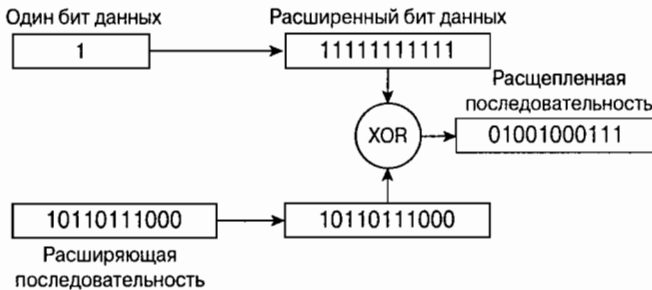 Один бит данных
Расширенный бит данных
1
11111111111
Расщепленная
последовательность
XOR
01001000111
10110111000
10110111000
Расширяющая
последовательность